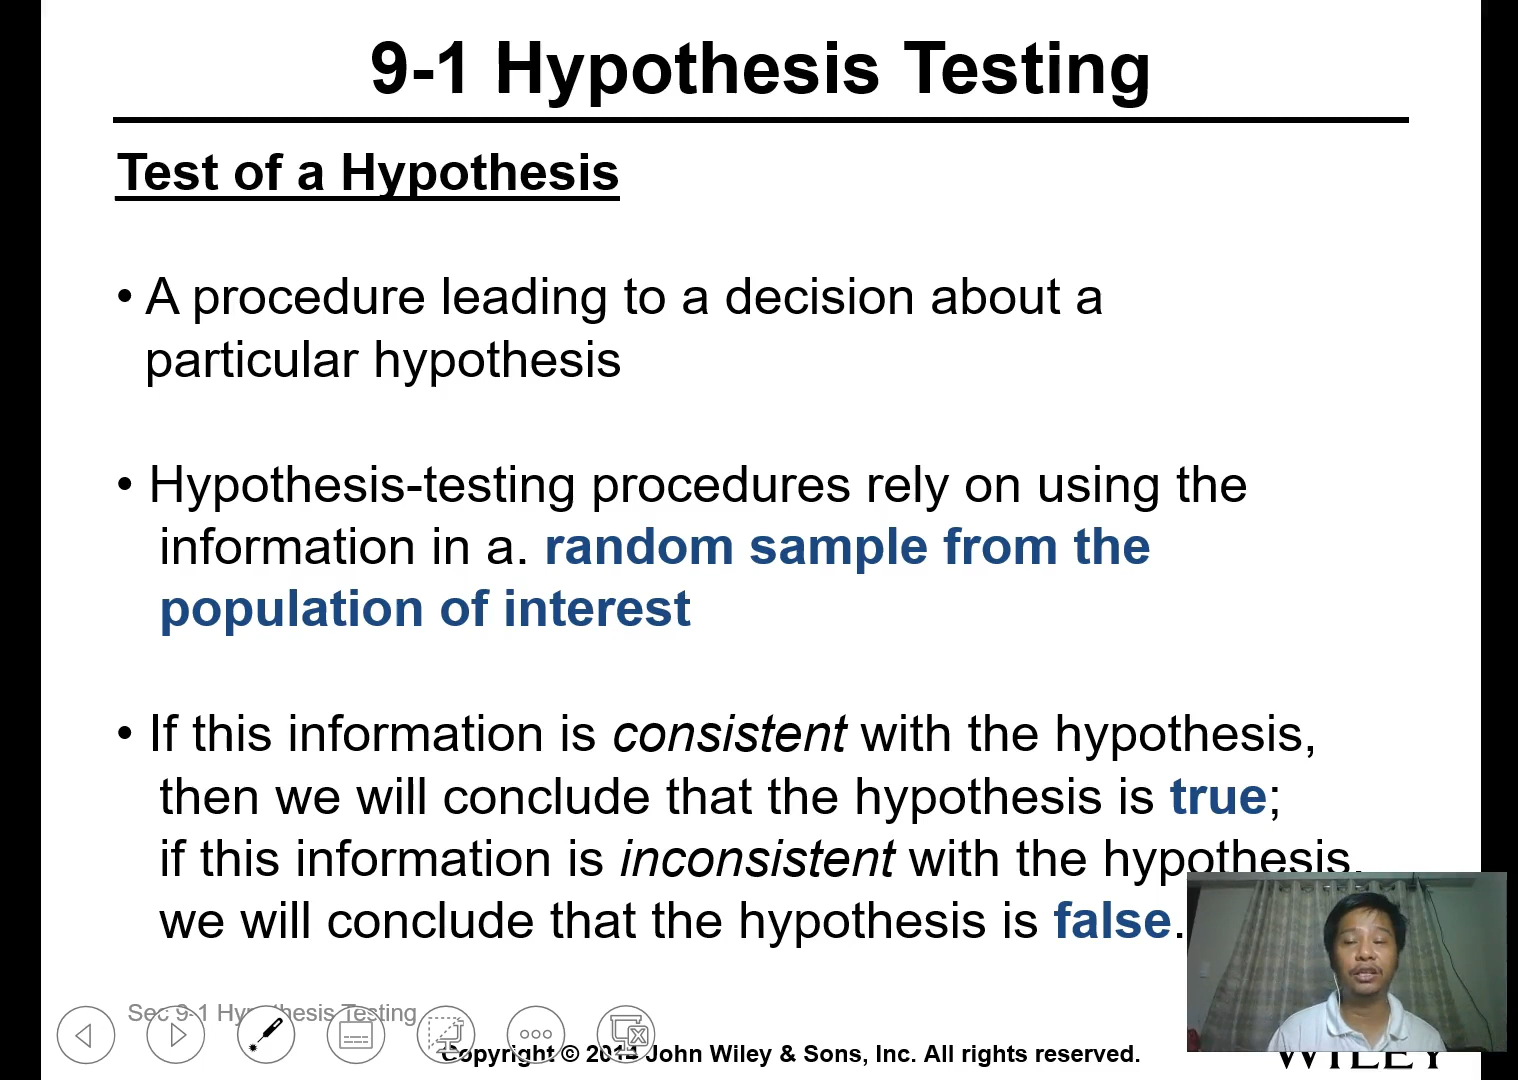 9-1 Hypothesis Testing
Test of a Hypothesis
• A procedure leading to a decision about a
particular hypothesis
• Hypothesis-testing procedures rely on using the
information in a. random sample from the
population of interest
• If this information is consistent with the hypothesis,
then we will conclude that the hypothesis is true;
if this information is inconsistent with the hypothesis,
we will conclude that the hypothesis is false.
Sec 9-1 Hypothesis Testing
Copyright © 2014 John Wiley & Sons, Inc. All rights reserved.
WILEY